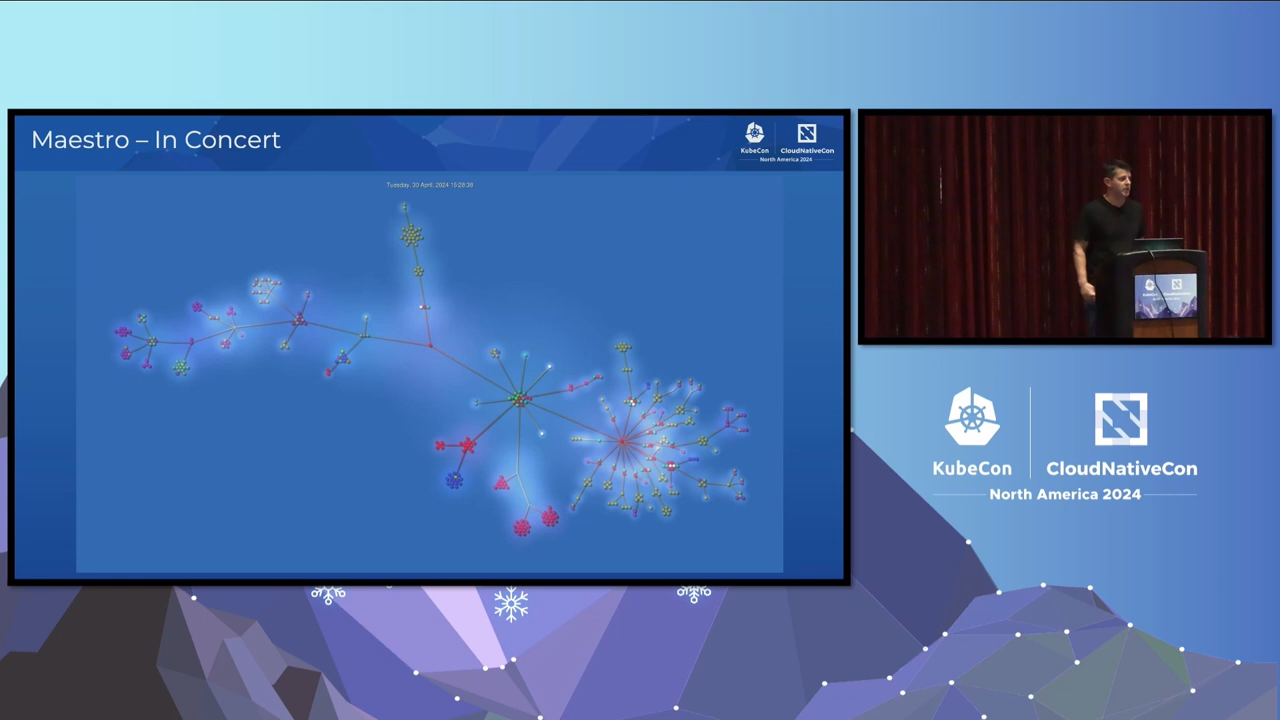 Maestro – In Concert
KubeCon
CloudNativeCon
North America 2024
Tuesday, 30 April, 2024 15:28:38
KubeCon
CloudNativeCon
North America 2024